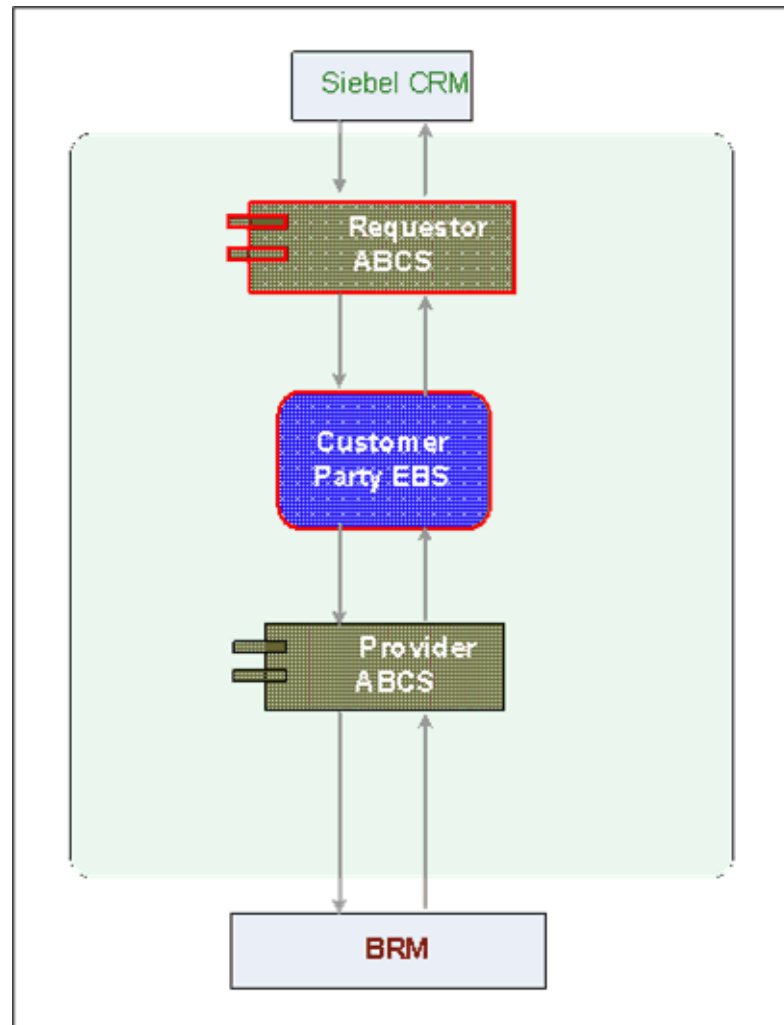 Siebel CRM
Requestor
ABCS
Customer
Party EBS
Provider
ABCS
BRM